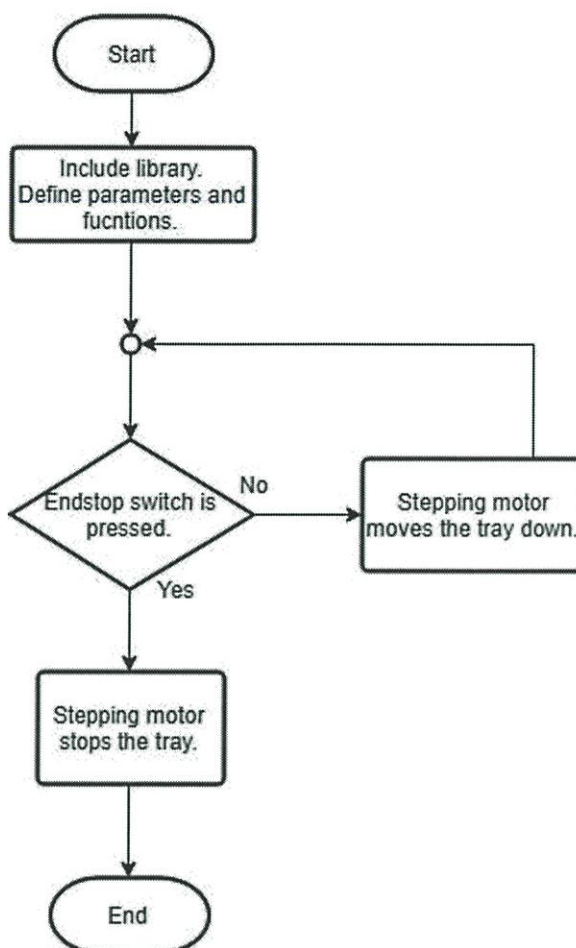 Start
Include library.
Define parameters and
fucntions.
Endstop switch is
pressed.
No
Stepping motor
moves the tray down.
Yes
Stepping motor
stops the tray.
End